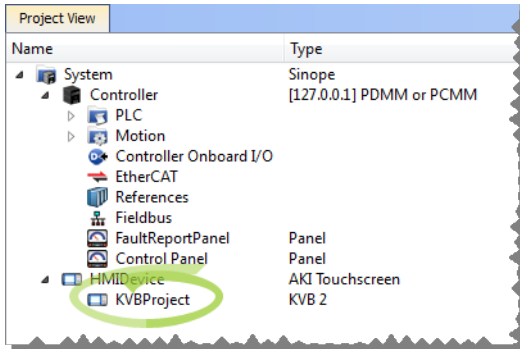 Project View
Name Type
System Sinope
Controller [127.0.0.1] PDMM or PCMM
PLC
Motion
Controller Onboard I/O
EtherCAT
References
Fieldbus
FaultReportPanel Panel
Control Panel Panel
HMIDevice AKI Touchscreen
KVBProject KVB 2